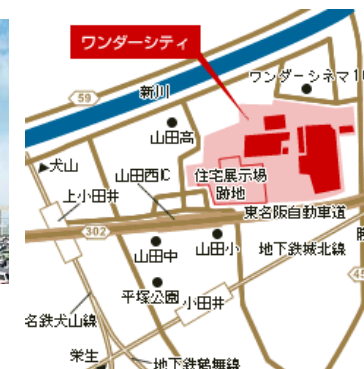 ワンダーシティ
59
新川
ワンダーシネマ10
山田高
犬山
山田西IC
住宅展示場
跡地
上小田井
東名阪自動車道
302
山田中
山田小
地下鉄城北線
平塚公園
小田井
名鉄犬山線
栄生
地下鉄鶴舞線